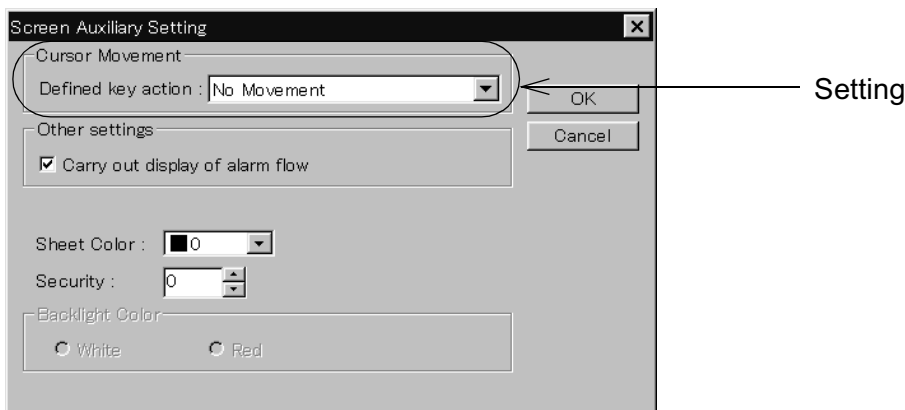 Screen Auxiliary Setting
Cursor Movement
Defined key action : No Movement
Setting
OK
Other settings
Cancel
Carry out display of alarm flow
Sheet Color : 0
Security : 0
Backlight Color
White Red